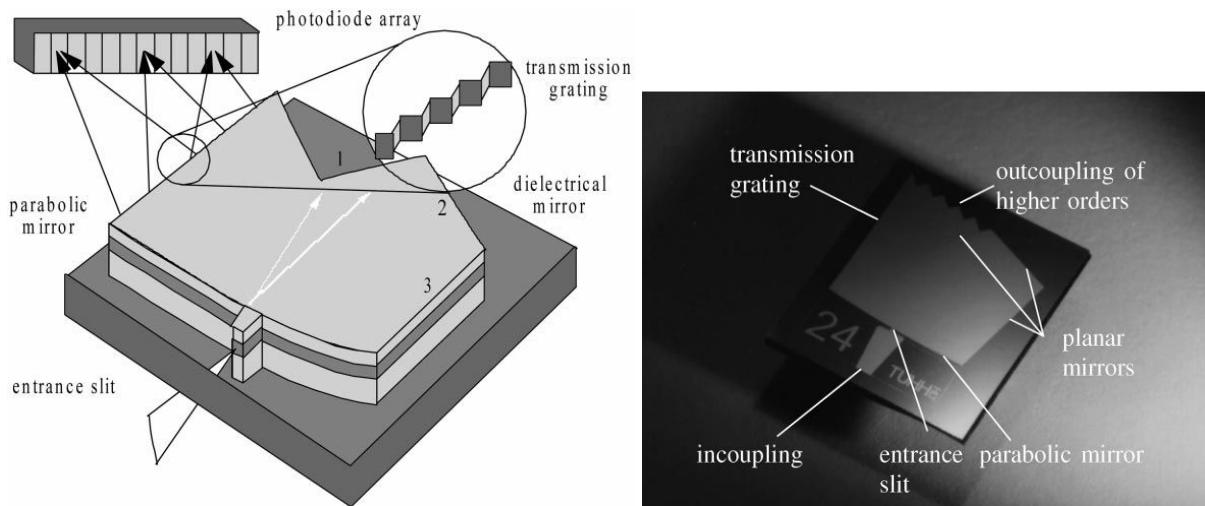 photodiode array
transmission
grating
1
dielectrical
mirror
2
parabolic
mirror
3
entrance slit
transmission
grating
outcoupling of
higher orders
24
planar
mirrors
incoupling
entrance
slit
parabolic mirror